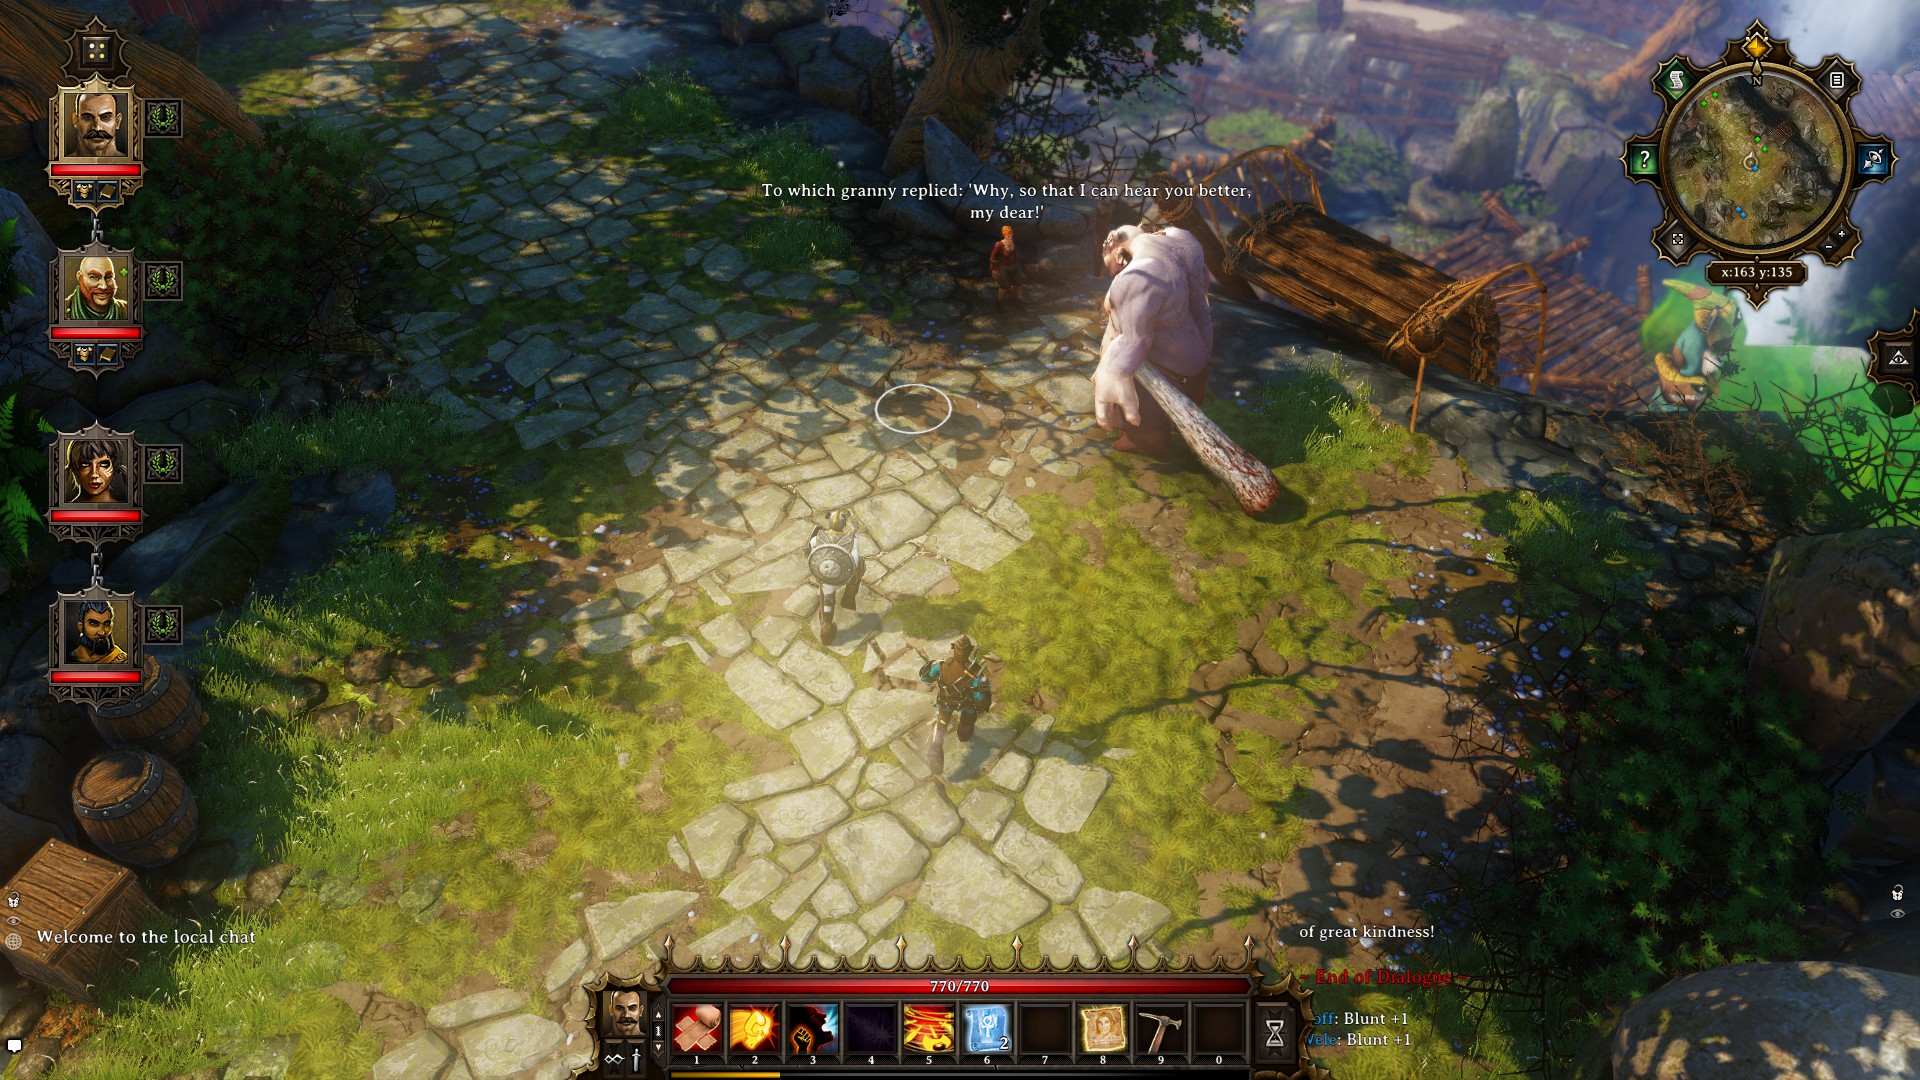 N
x:163 y:135
To which granny replied: 'Why, so that I can hear you better,
my dear!'
Welcome to the local chat
of great kindness!
~ End of Dialogue ~
off: Blunt +1
Vele: Blunt +1
770/770
1
2
1 2 3 4 5 6 7 8 9 0